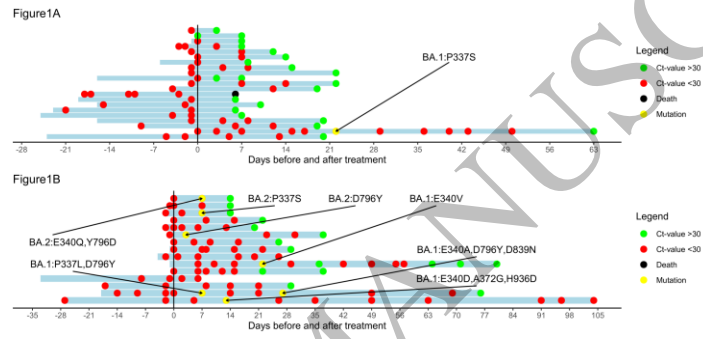 Figure1A
BA.1:P337S
Legend
Ct-value >30
Ct-value <30
Death
Mutation
-28 -21 -14 -7 0 7 14 21 28 35 42 49 56 63
Days before and after treatment
Figure1B
BA.2:P337S
BA.2:D796Y
BA.1:E340V
BA.2:E340Q,Y796D
BA.1:E340A,D796Y,D839N
BA.1:P337L,D796Y
BA.1:E340D,A372G,H936D
Legend
Ct-value >30
Ct-value <30
Death
Mutation
-35 -28 -21 -14 -7 0 7 14 21 28 35 42 49 56 63 70 77 84 91 98 105
Days before and after treatment
MANUSC